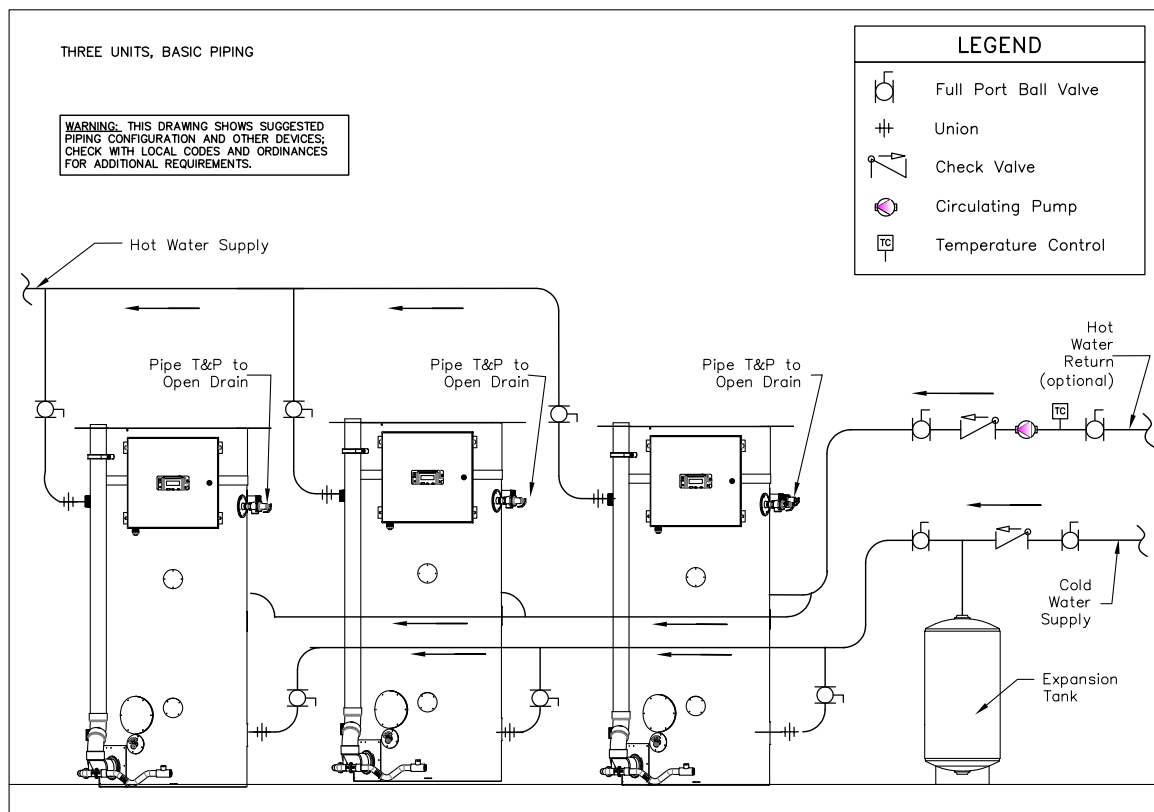 THREE UNITS, BASIC PIPING
WARNING: THIS DRAWING SHOWS SUGGESTED
PIPING CONFIGURATION AND OTHER DEVICES;
CHECK WITH LOCAL CODES AND ORDINANCES
FOR ADDITIONAL REQUIREMENTS.
LEGEND
Full Port Ball Valve
Union
Check Valve
Circulating Pump
TC
Temperature Control
Hot Water Supply
Pipe T&P to
Open Drain
Pipe T&P to
Open Drain
Pipe T&P to
Open Drain
Hot
Water
Return
(optional)
TC
Cold
Water
Supply
Expansion
Tank